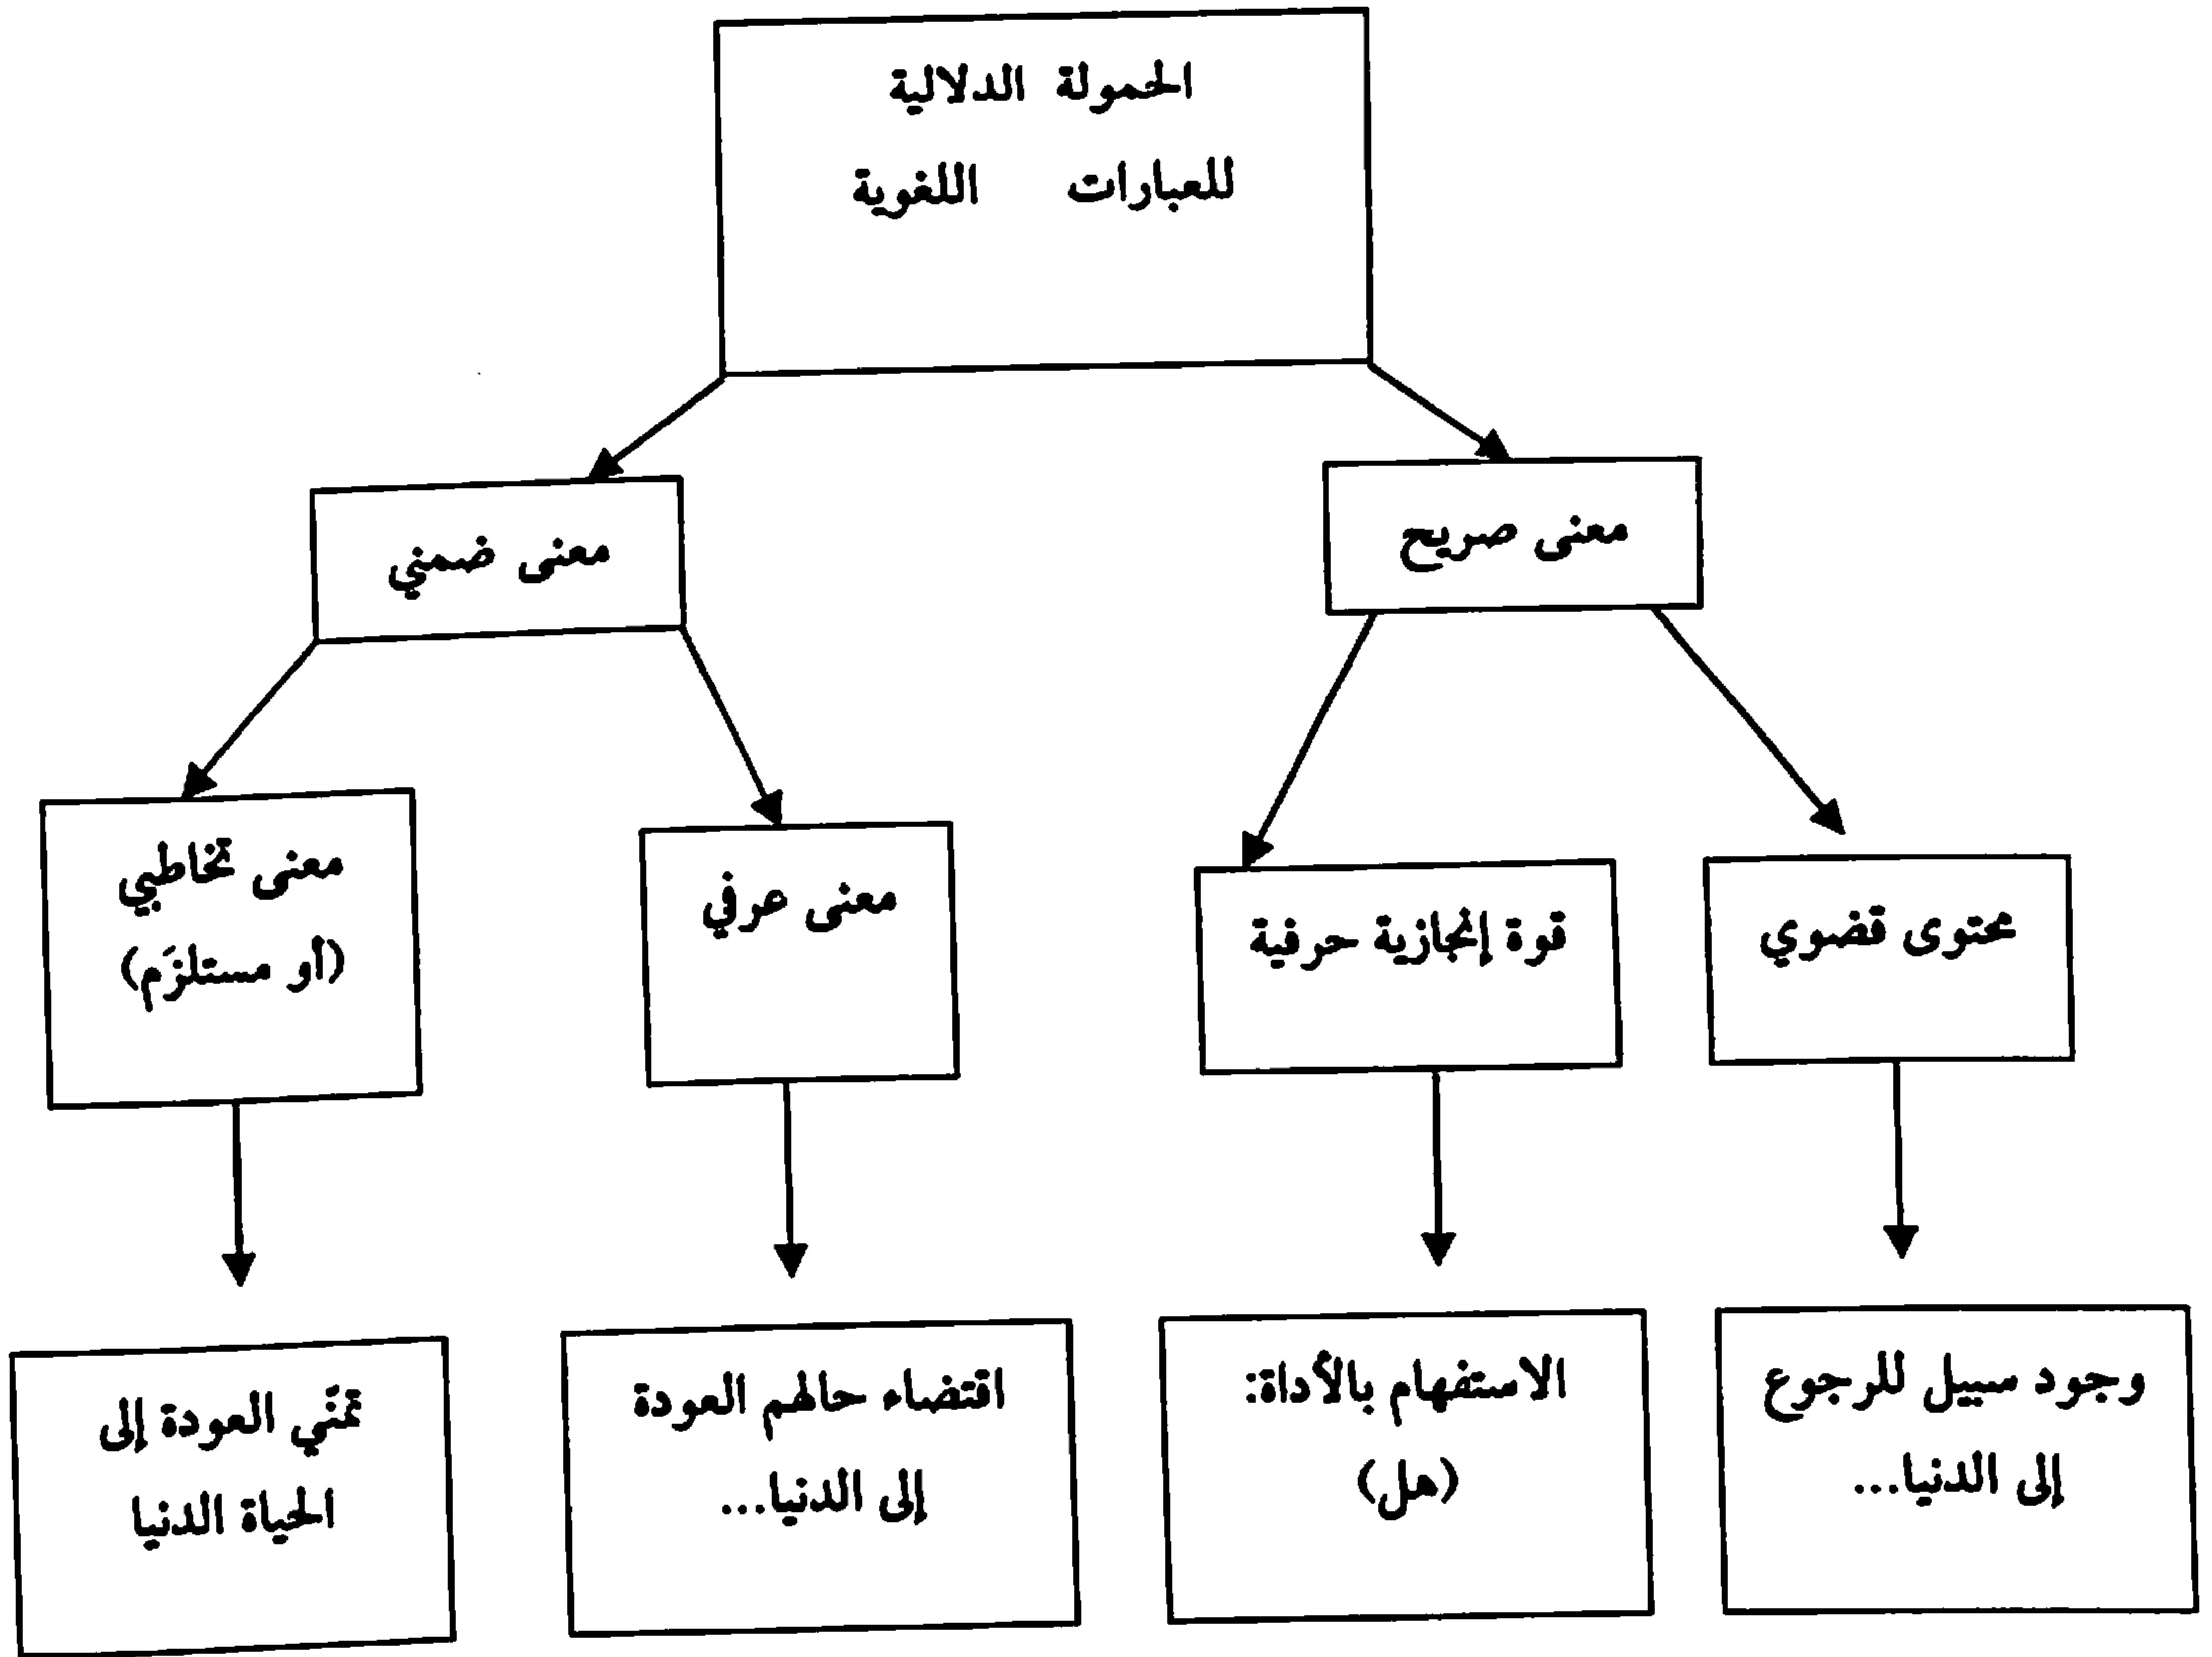 الحمولة الدلالية
للعبارات اللغوية
معنى صريح
معنى ضمني
محتوى قضوي
قوة إنجازية حرفية
معنى عرفي
معنى تخاطبي
(أو مستلزَم)
وجود سبيل للرجوع
إلى الدنيا...
الاستفهام بالأداة:
(هل)
اقتضاء حالهم العودة
إلى الدنيا...
تمنّي العودة إلى
الحياة الدنيا